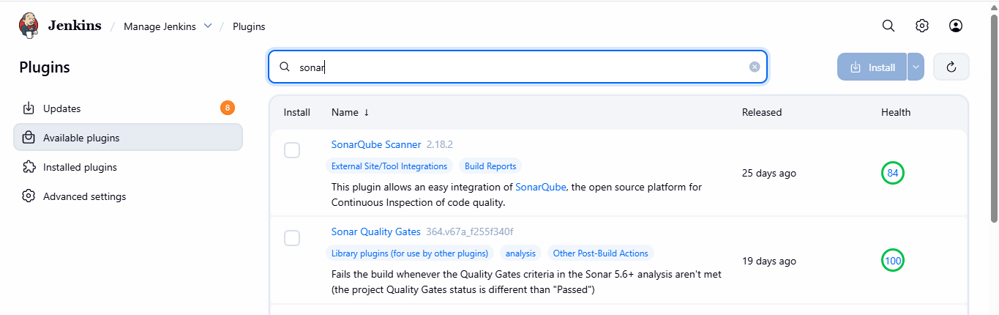 Jenkins / Manage Jenkins / Plugins
Plugins
sonar
Install
Updates 8
Available plugins
Installed plugins
Advanced settings
Install Name ↓ Released Health
SonarQube Scanner 2.18.2
External Site/Tool Integrations Build Reports
This plugin allows an easy integration of SonarQube, the open source platform for
Continuous Inspection of code quality.
25 days ago
84
Sonar Quality Gates 364.v67a_f255f340f
Library plugins (for use by other plugins) analysis Other Post-Build Actions
Fails the build whenever the Quality Gates criteria in the Sonar 5.6+ analysis aren't met
(the project Quality Gates status is different than "Passed")
19 days ago
100